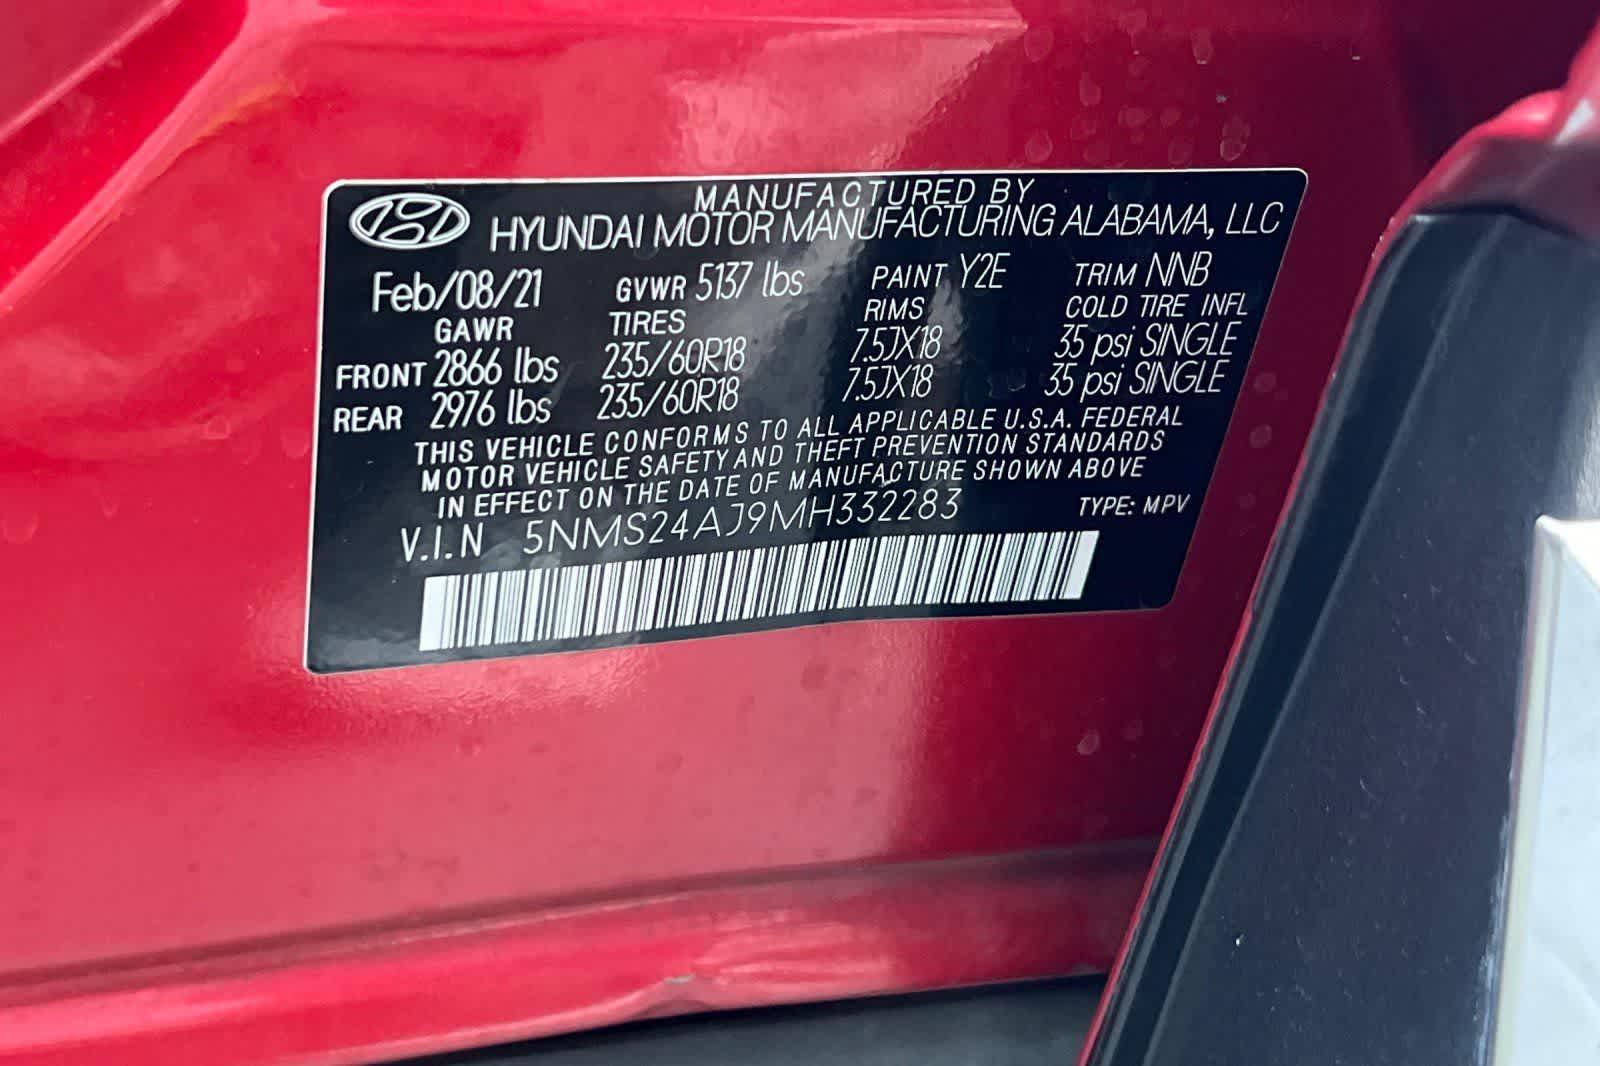 MANUFACTURED BY
HYUNDAI MOTOR MANUFACTURING ALABAMA, LLC
Feb/08/21 GVWR 5137 lbs PAINT Y2E TRIM NNB
GAWR TIRES RIMS COLD TIRE INFL
FRONT 2866 lbs 235/60R18 7.5JX18 35 psi SINGLE
REAR 2976 lbs 235/60R18 7.5JX18 35 psi SINGLE
THIS VEHICLE CONFORMS TO ALL APPLICABLE U.S.A. FEDERAL
MOTOR VEHICLE SAFETY AND THEFT PREVENTION STANDARDS
IN EFFECT ON THE DATE OF MANUFACTURE SHOWN ABOVE
V.I.N 5NMS24AJ9MH332283 TYPE: MPV